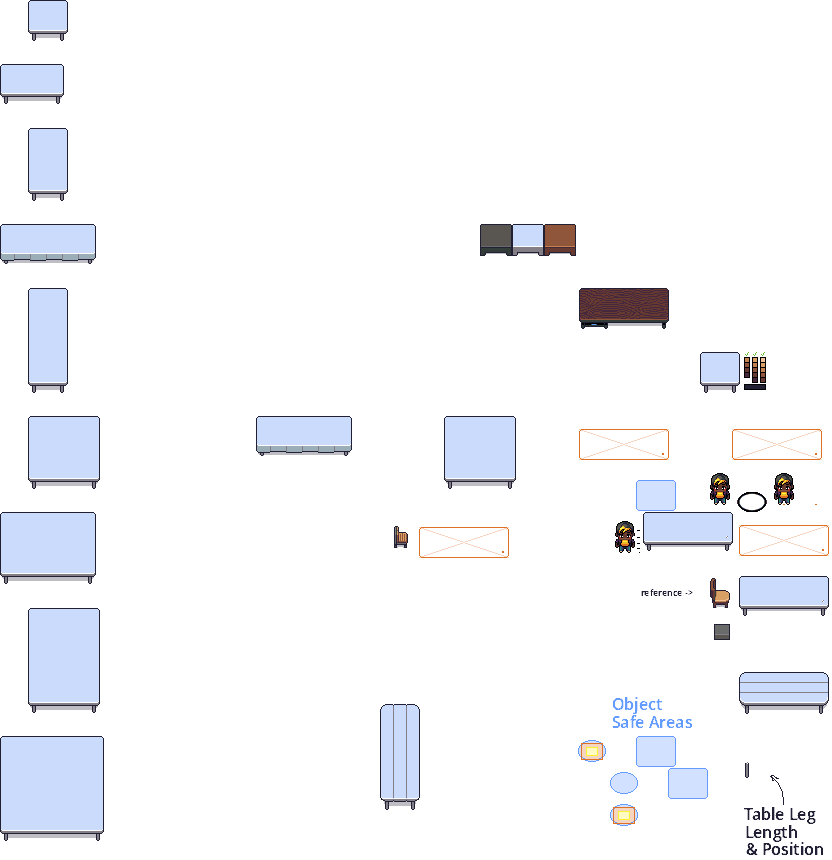 reference ->
Object
Safe Areas
Table Leg
Length
& Position